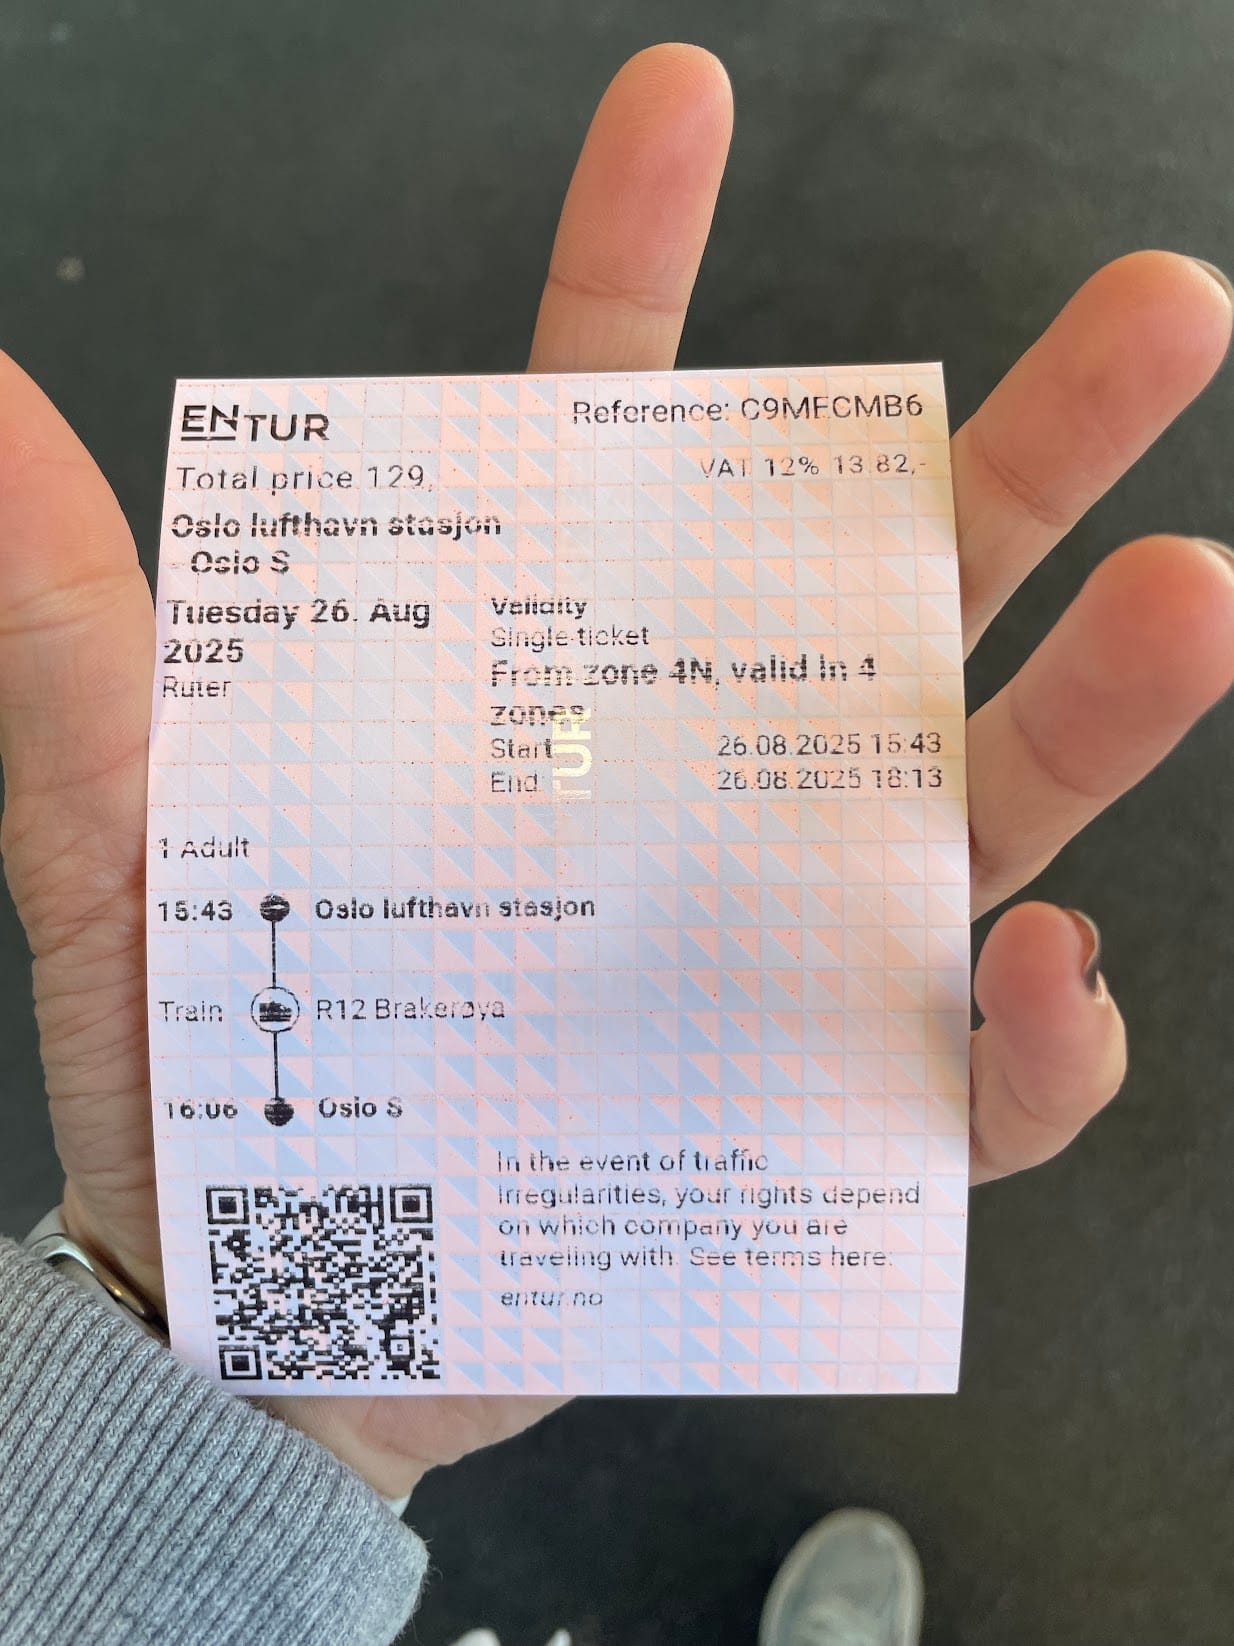 ENTUR
Reference: C9MFCMB6
Total price 129,
VAT 12% 13.82,-
Oslo lufthavn stasjon
- Oslo S
Tuesday 26. Aug
2025
Ruter
Validity
Single ticket
From zone 4N, valid in 4
zones
Start 26.08.2025 15:43
End 26.08.2025 18:13
TUR
1 Adult
15:43 Oslo lufthavn stasjon
Train R12 Brakerøya
16:06 Oslo S
In the event of traffic
irregularities, your rights depend
on which company you are
traveling with. See terms here:
entur.no